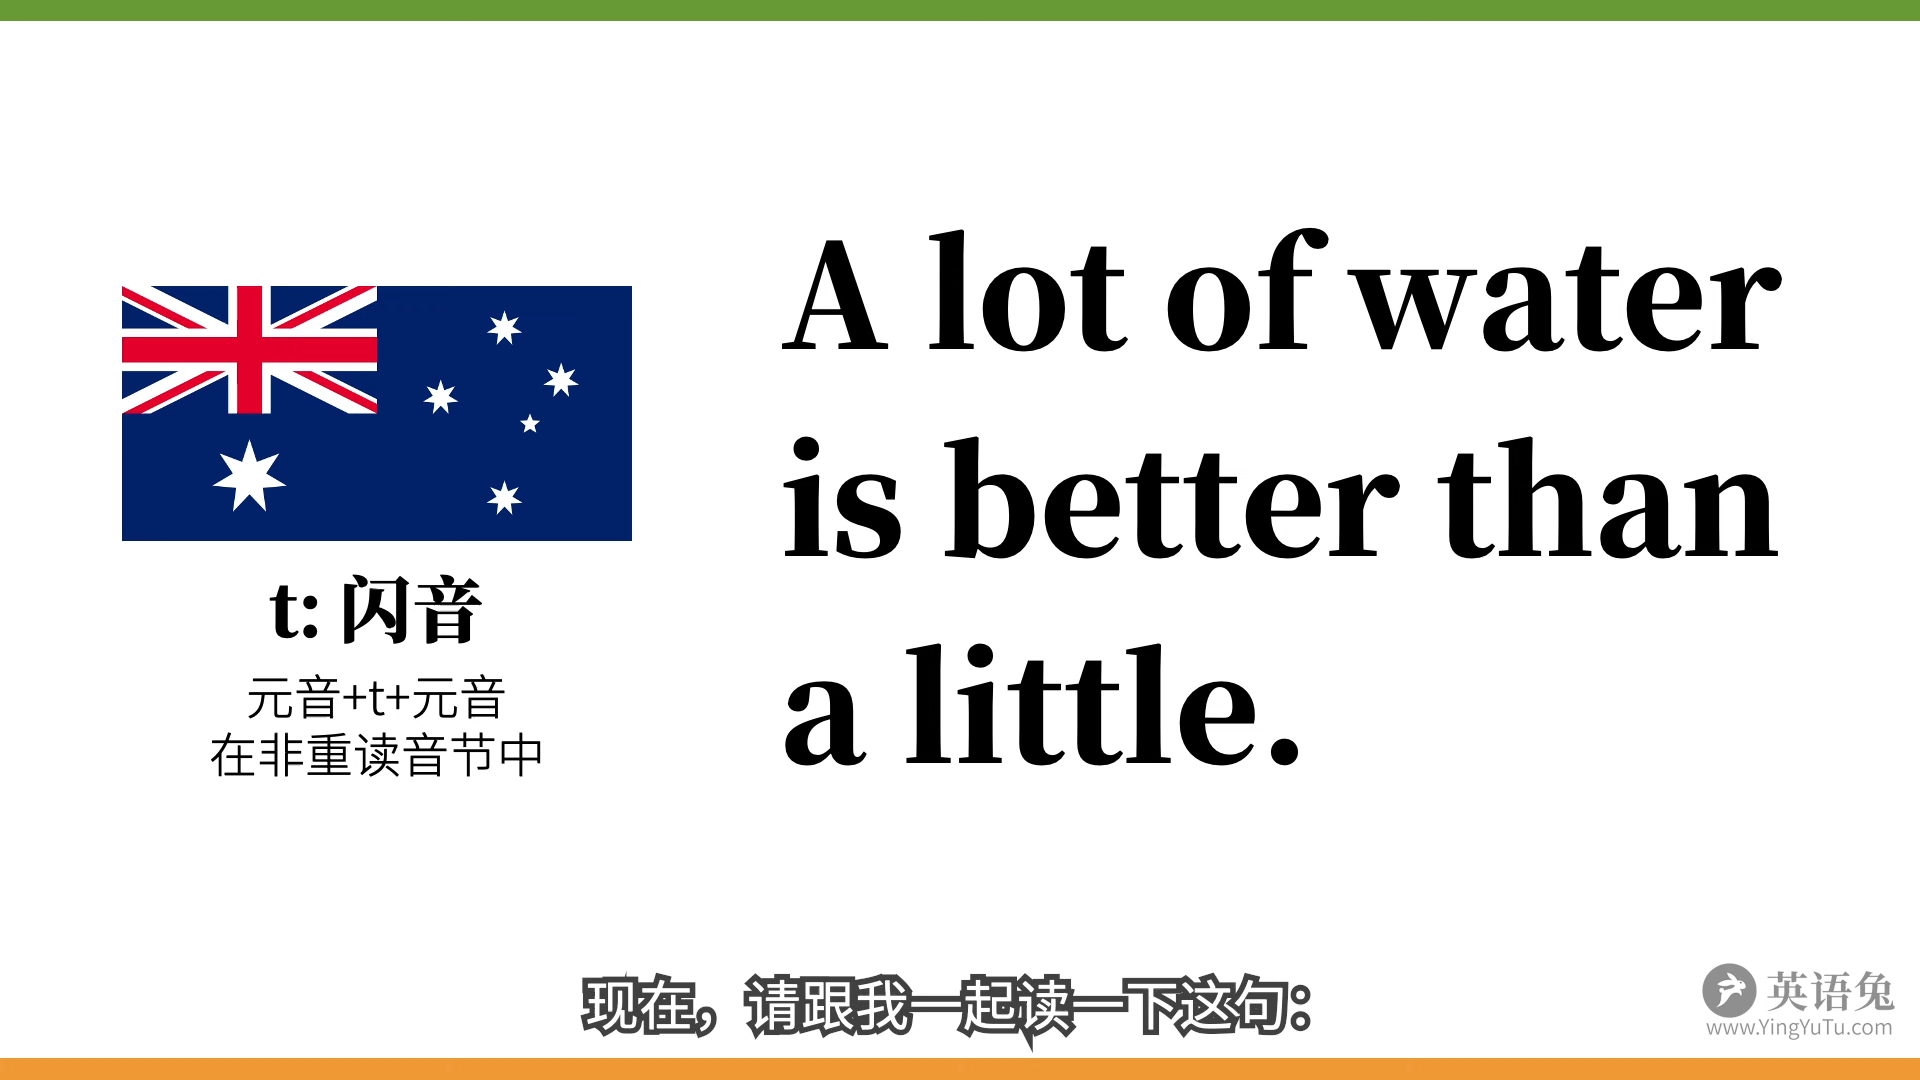 A lot of water
is better than
a little.
t: 闪音
元音+t+元音
在非重读音节中
现在，请跟我一起读一下这句：
英语兔
www.YingYuTu.com